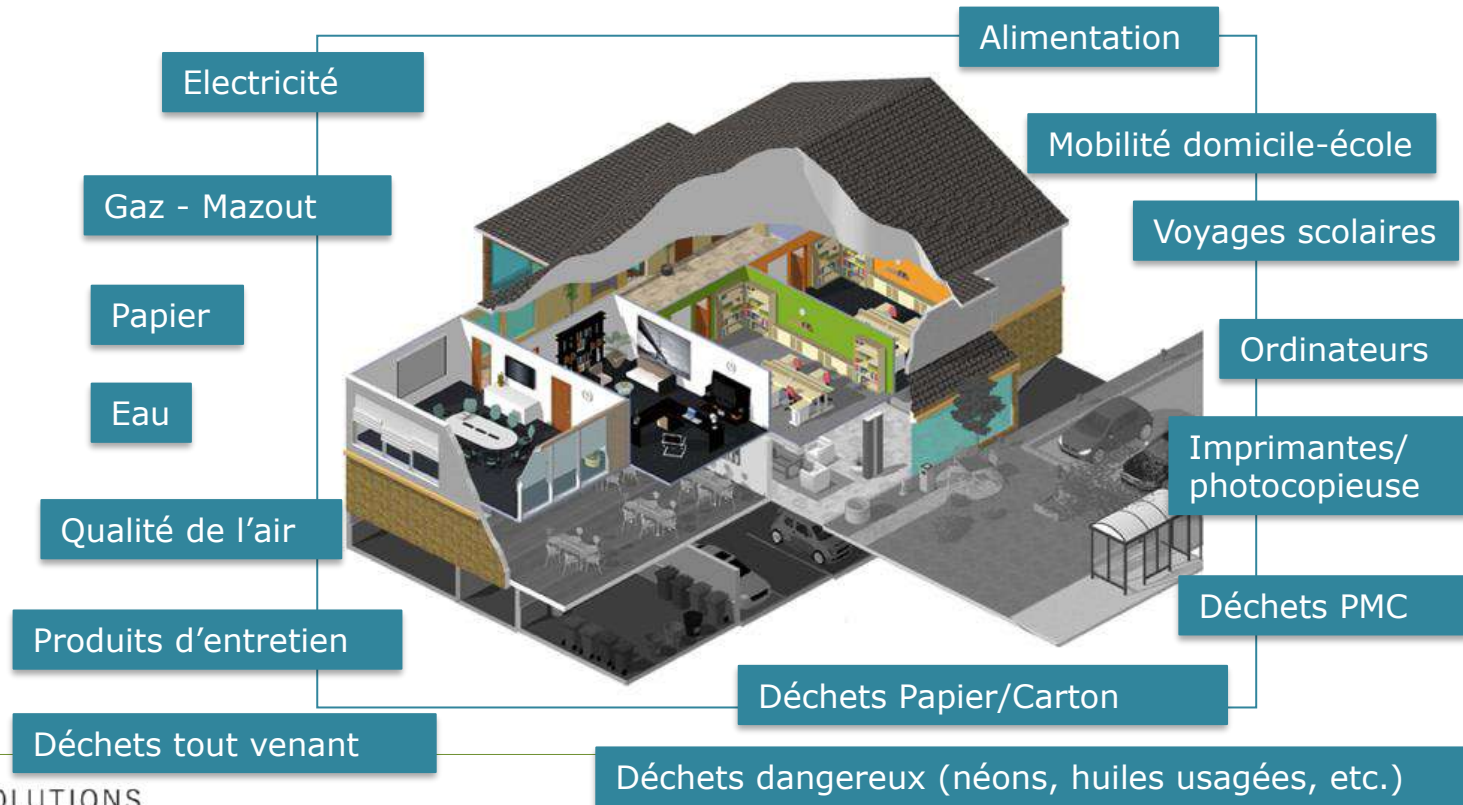 Alimentation
Electricité
Mobilité domicile-école
Gaz - Mazout
Voyages scolaires
Papier
Ordinateurs
Eau
Imprimantes/
photocopieuse
Qualité de l’air
Déchets PMC
Produits d’entretien
Déchets Papier/Carton
Déchets tout venant
Déchets dangereux (néons, huiles usagées, etc.)